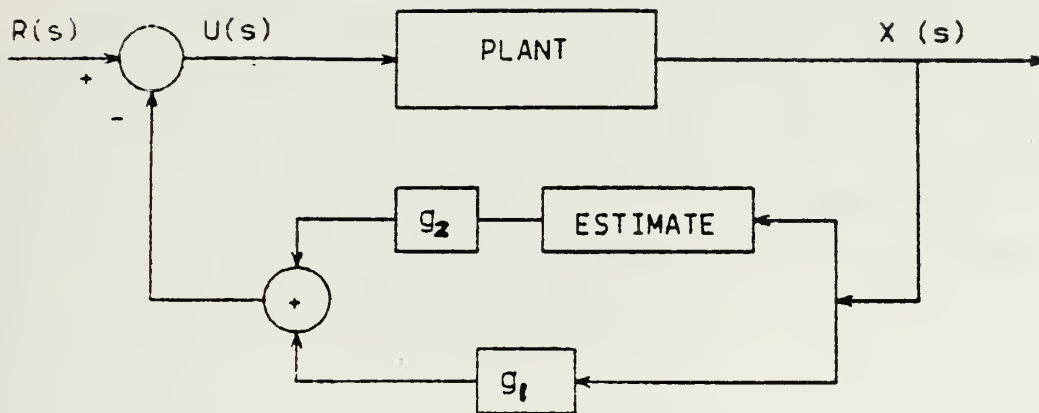 R(s)
U(s)
PLANT
X (s)
+
-
g₂
ESTIMATE
+
g₁